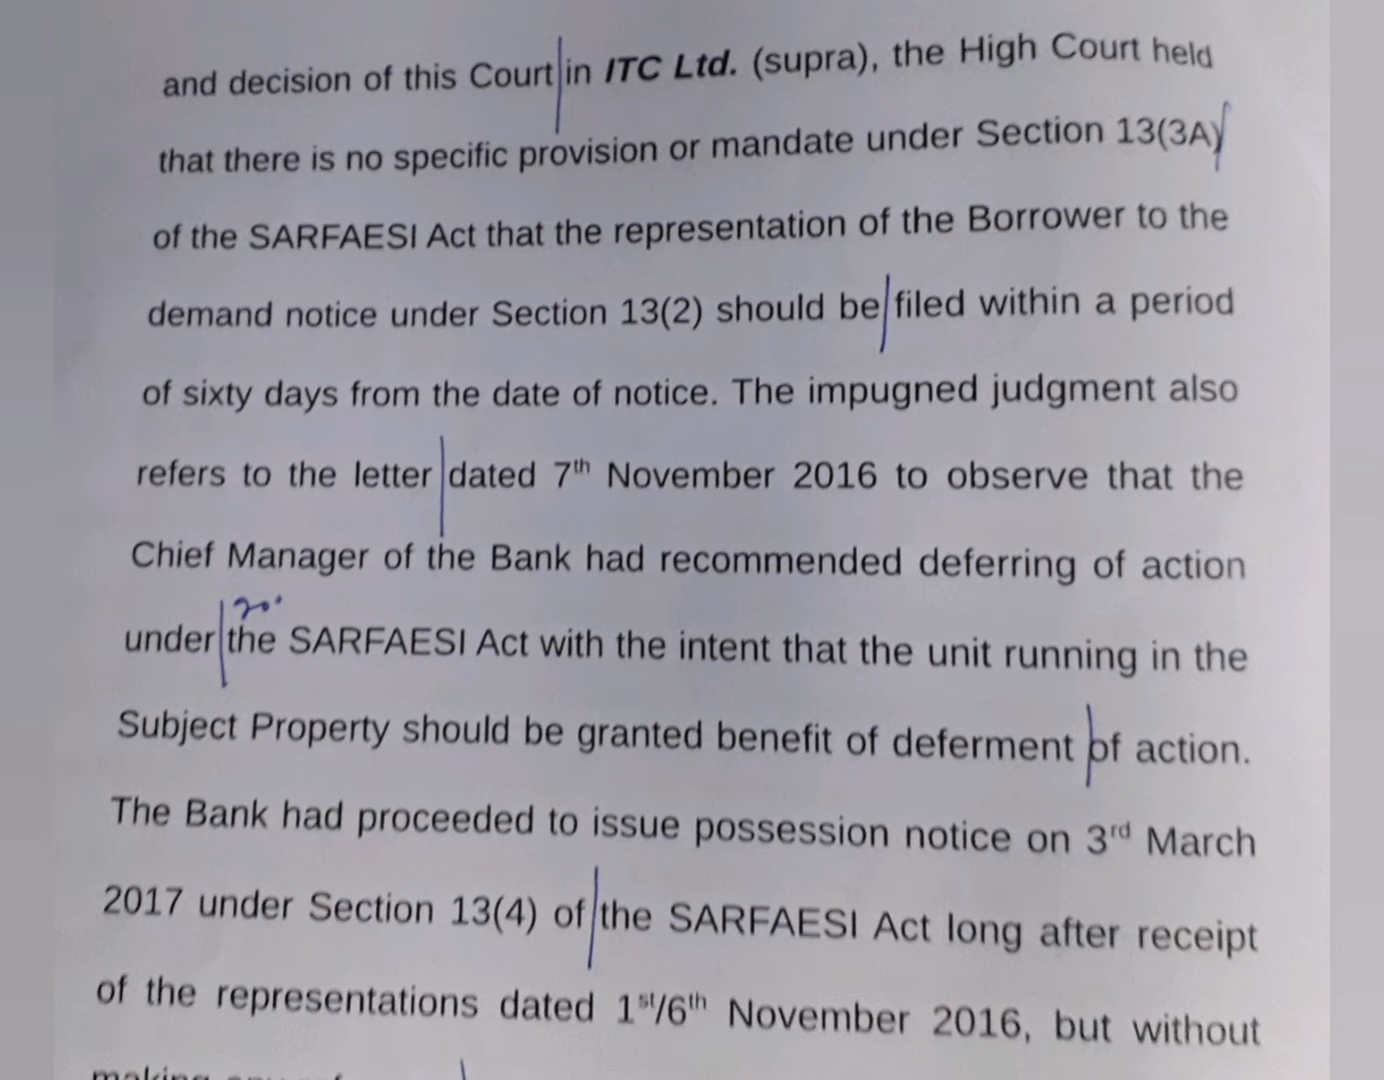 and decision of this Court in ITC Ltd. (supra), the High Court held
that there is no specific provision or mandate under Section 13(3A)
of the SARFAESI Act that the representation of the Borrower to the
demand notice under Section 13(2) should be filed within a period
of sixty days from the date of notice. The impugned judgment also
refers to the letter dated 7th November 2016 to observe that the
Chief Manager of the Bank had recommended deferring of action
under the SARFAESI Act with the intent that the unit running in the
Subject Property should be granted benefit of deferment of action.
The Bank had proceeded to issue possession notice on 3rd March
2017 under Section 13(4) of the SARFAESI Act long after receipt
of the representations dated 1st/6th November 2016, but without
making